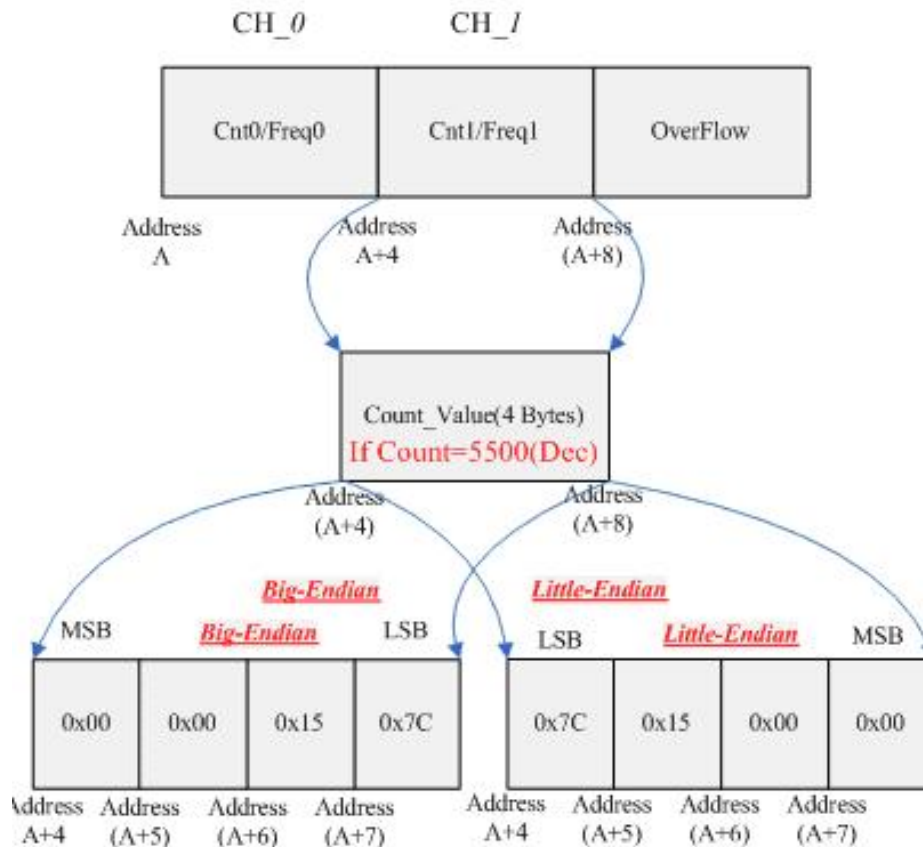 CH_0
CH_1
Cnt0/Freq0
Cnt1/Freq1
OverFlow
Address
A
Address
A+4
Address
(A+8)
Count_Value(4 Bytes)
If Count=5500(Dec)
Address
(A+4)
Address
(A+8)
Big-Endian
Little-Endian
MSB
Big-Endian
LSB
LSB
Little-Endian
MSB
0x00
0x00
0x15
0x7C
0x7C
0x15
0x00
0x00
Address
A+4
Address
(A+5)
Address
(A+6)
Address
(A+7)
Address
A+4
Address
(A+5)
Address
(A+6)
Address
(A+7)